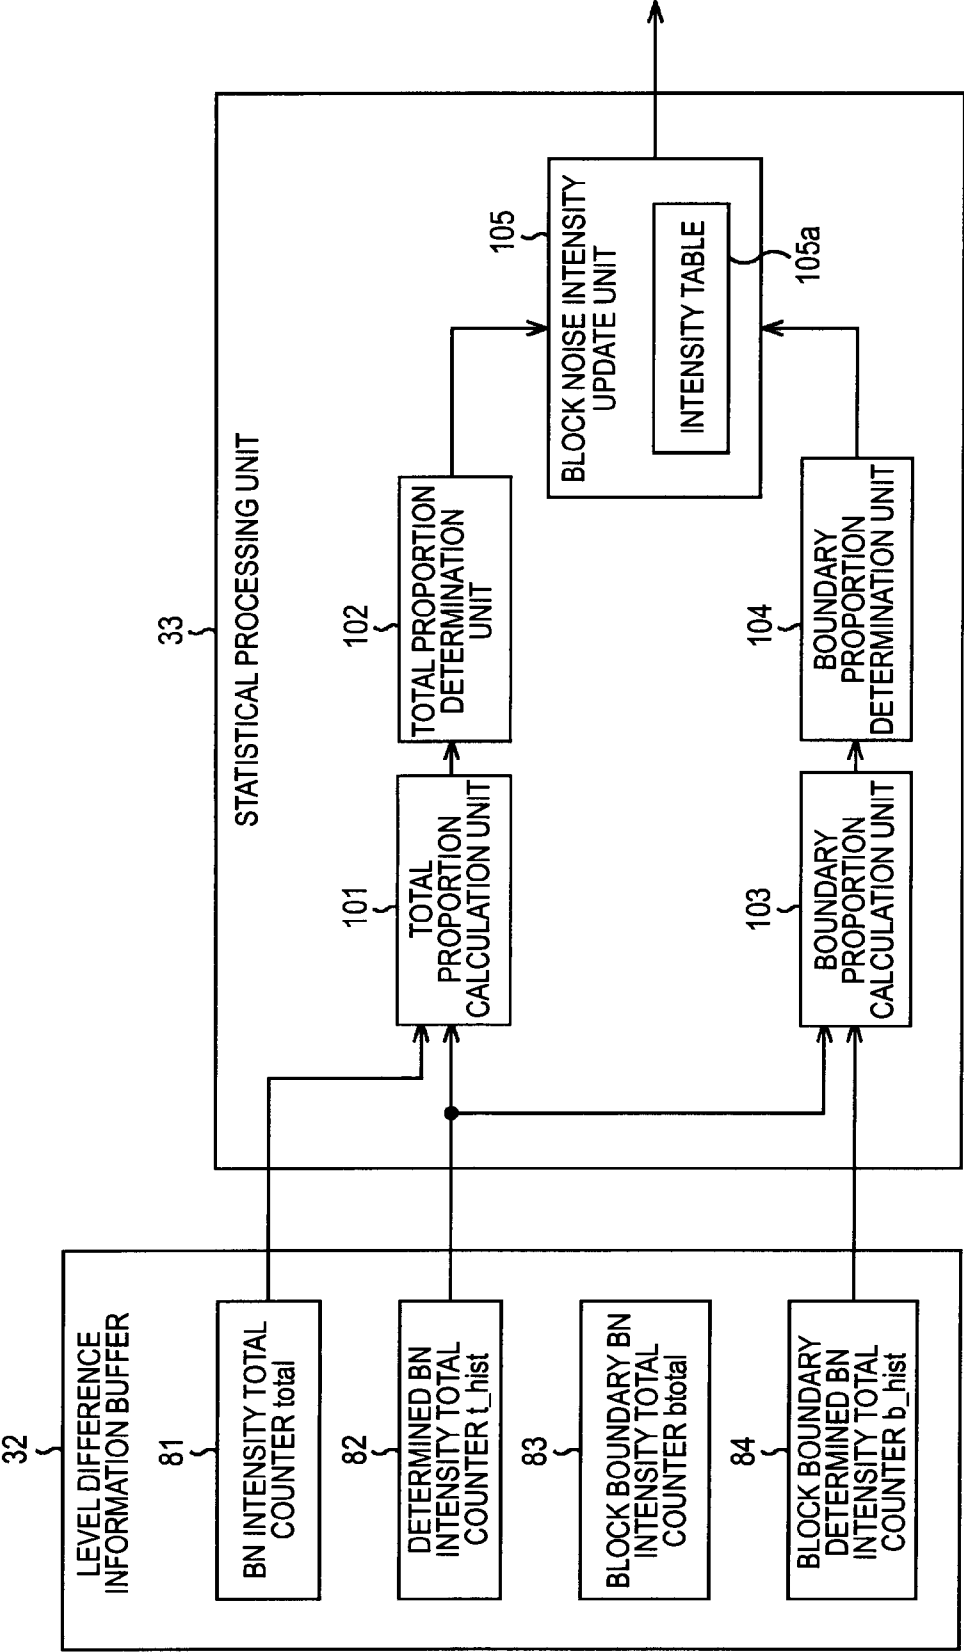 32
LEVEL DIFFERENCE
INFORMATION BUFFER
81
BN INTENSITY TOTAL
COUNTER total
82
DETERMINED BN
INTENSITY TOTAL
COUNTER t_hist
83
BLOCK BOUNDARY BN
INTENSITY TOTAL
COUNTER btotal
84
BLOCK BOUNDARY
DETERMINED BN
INTENSITY TOTAL
COUNTER b_hist
33
STATISTICAL PROCESSING UNIT
101
TOTAL
PROPORTION
CALCULATION UNIT
102
TOTAL PROPORTION
DETERMINATION
UNIT
103
BOUNDARY
PROPORTION
CALCULATION UNIT
104
BOUNDARY
PROPORTION
DETERMINATION UNIT
105
BLOCK NOISE INTENSITY
UPDATE UNIT
INTENSITY TABLE
105a